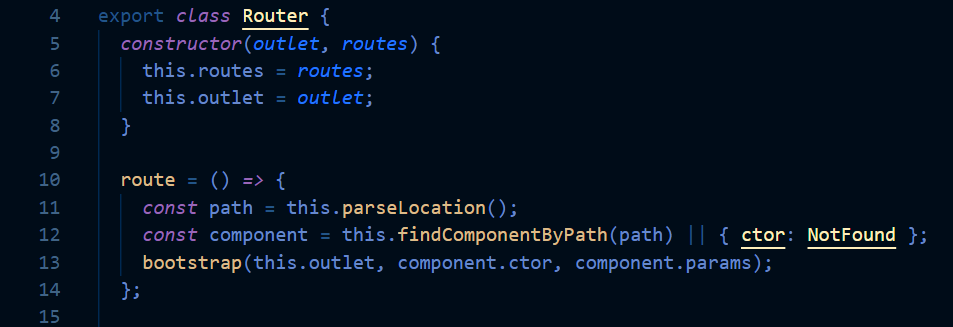 4 export class Router {
5 constructor(outlet, routes) {
6 this.routes = routes;
7 this.outlet = outlet;
8 }
9
10 route = () => {
11 const path = this.parseLocation();
12 const component = this.findComponentByPath(path) || { ctor: NotFound };
13 bootstrap(this.outlet, component.ctor, component.params);
14 };
15